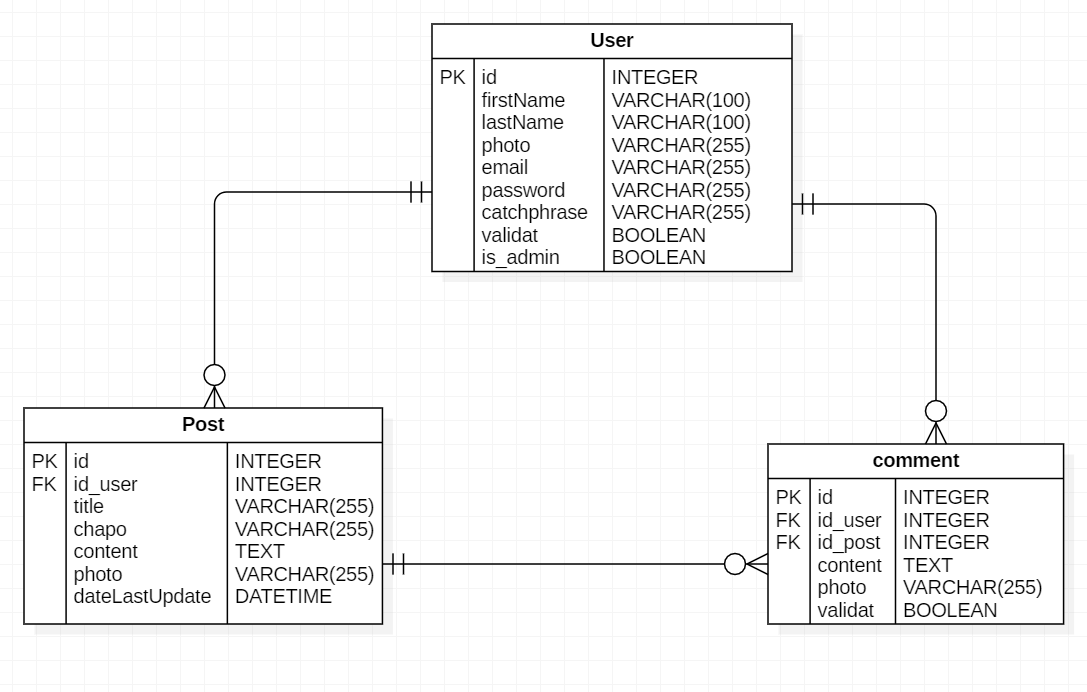 User
PK id INTEGER
firstName VARCHAR(100)
lastName VARCHAR(100)
photo VARCHAR(255)
email VARCHAR(255)
password VARCHAR(255)
catchphrase VARCHAR(255)
validat BOOLEAN
is_admin BOOLEAN
Post
PK id INTEGER
FK id_user INTEGER
title VARCHAR(255)
chapo VARCHAR(255)
content TEXT
photo VARCHAR(255)
dateLastUpdate DATETIME
comment
PK id INTEGER
FK id_user INTEGER
FK id_post INTEGER
content TEXT
photo VARCHAR(255)
validat BOOLEAN